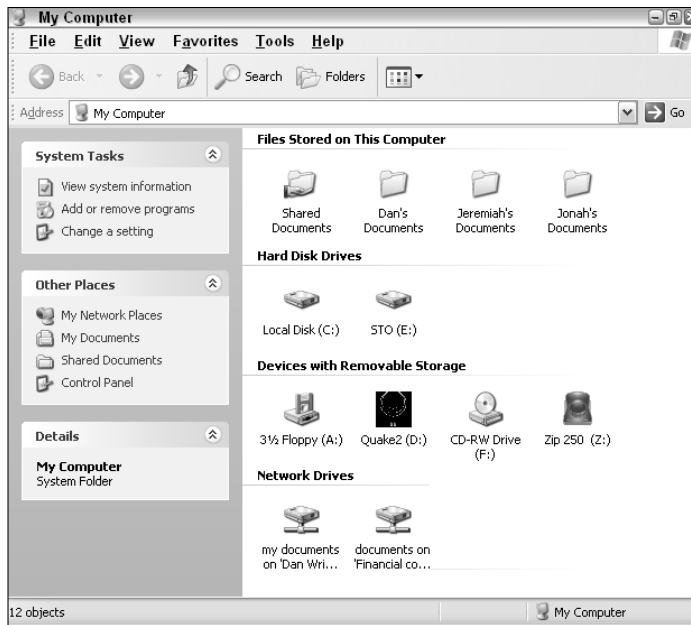 My Computer
File Edit View Favorites Tools Help
Back Search Folders
Address My Computer Go
System Tasks
View system information
Add or remove programs
Change a setting
Other Places
My Network Places
My Documents
Shared Documents
Control Panel
Details
My Computer
System Folder
Files Stored on This Computer
Shared Documents
Dan's Documents
Jeremiah's Documents
Jonah's Documents
Hard Disk Drives
Local Disk (C:)
STO (E:)
Devices with Removable Storage
3½ Floppy (A:)
Quake2 (D:)
CD-RW Drive (F:)
Zip 250 (Z:)
Network Drives
my documents on 'Dan Wri...
documents on 'Financial co...
12 objects
My Computer